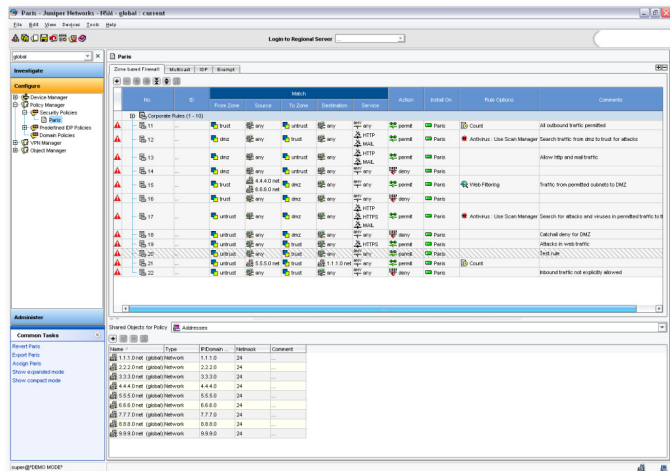 Paris - Juniper Networks - NSM - global : current
File Edit View Devices Tools Help
Login to Regional Server ...
global
Investigate
Configure
Device Manager
Policy Manager
Security Policies
Paris
Predefined IDP Policies
Domain Policies
VPN Manager
Object Manager
Administer
Common Tasks
Revert Paris
Export Paris
Assign Paris
Show expanded mode
Show compact mode
Paris
Zone based Firewall Multicast IDP Exempt
Match
No. ID From Zone Source To Zone Destination Service Action Install On Rule Options Comments
Corporate Rules (1 - 10)
11 ... trust any untrust any any permit Paris Count All outbound traffic permitted
12 ... dmz any trust any HTTP MAIL permit Paris Antivirus : Use Scan Manager Search traffic from dmz to trust for attacks
13 ... dmz any untrust any HTTP MAIL permit Paris Allow http and mail traffic
14 ... dmz any untrust any any deny Paris
15 ... trust 4.4.4.0 net 6.6.6.0 net dmz any any permit Paris Web Filtering Traffic from permitted subnets to DMZ
16 ... trust any dmz any any deny Paris
17 ... untrust any dmz any HTTP HTTPS MAIL permit Paris Antivirus : Use Scan Manager Search for attacks and viruses in permitted traffic to th
18 ... untrust any dmz any any deny Paris Catchall deny for DMZ
19 ... untrust any trust any HTTPS permit Paris Attacks in web traffic
20 ... untrust any trust any any permit Paris Test rule
21 ... untrust 5.5.5.0 net trust 1.1.1.0 net any permit Paris Count
22 ... untrust any trust any any deny Paris Inbound traffic not explicitly allowed
Shared Objects for Policy Addresses
Name Type IP/Domain ... Netmask Comment
1.1.1.0 net (global) Network 1.1.1.0 24 ...
2.2.2.0 net (global) Network 2.2.2.0 24 ...
3.3.3.0 net (global) Network 3.3.3.0 24 ...
4.4.4.0 net (global) Network 4.4.4.0 24 ...
5.5.5.0 net (global) Network 5.5.5.0 24 ...
6.6.6.0 net (global) Network 6.6.6.0 24 ...
7.7.7.0 net (global) Network 7.7.7.0 24 ...
8.8.8.0 net (global) Network 8.8.8.0 24 ...
9.9.9.0 net (global) Network 9.9.9.0 24 ...
super@*DEMO MODE*